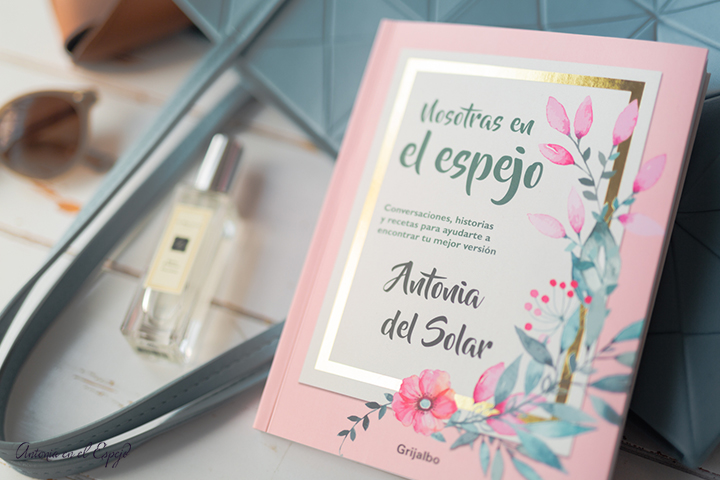 Nosotras en
el espejo
Conversaciones, historias
y recetas para ayudarte a
encontrar tu mejor versión
Antonia
del Solar
Grijalbo
Antonia en el Espejo